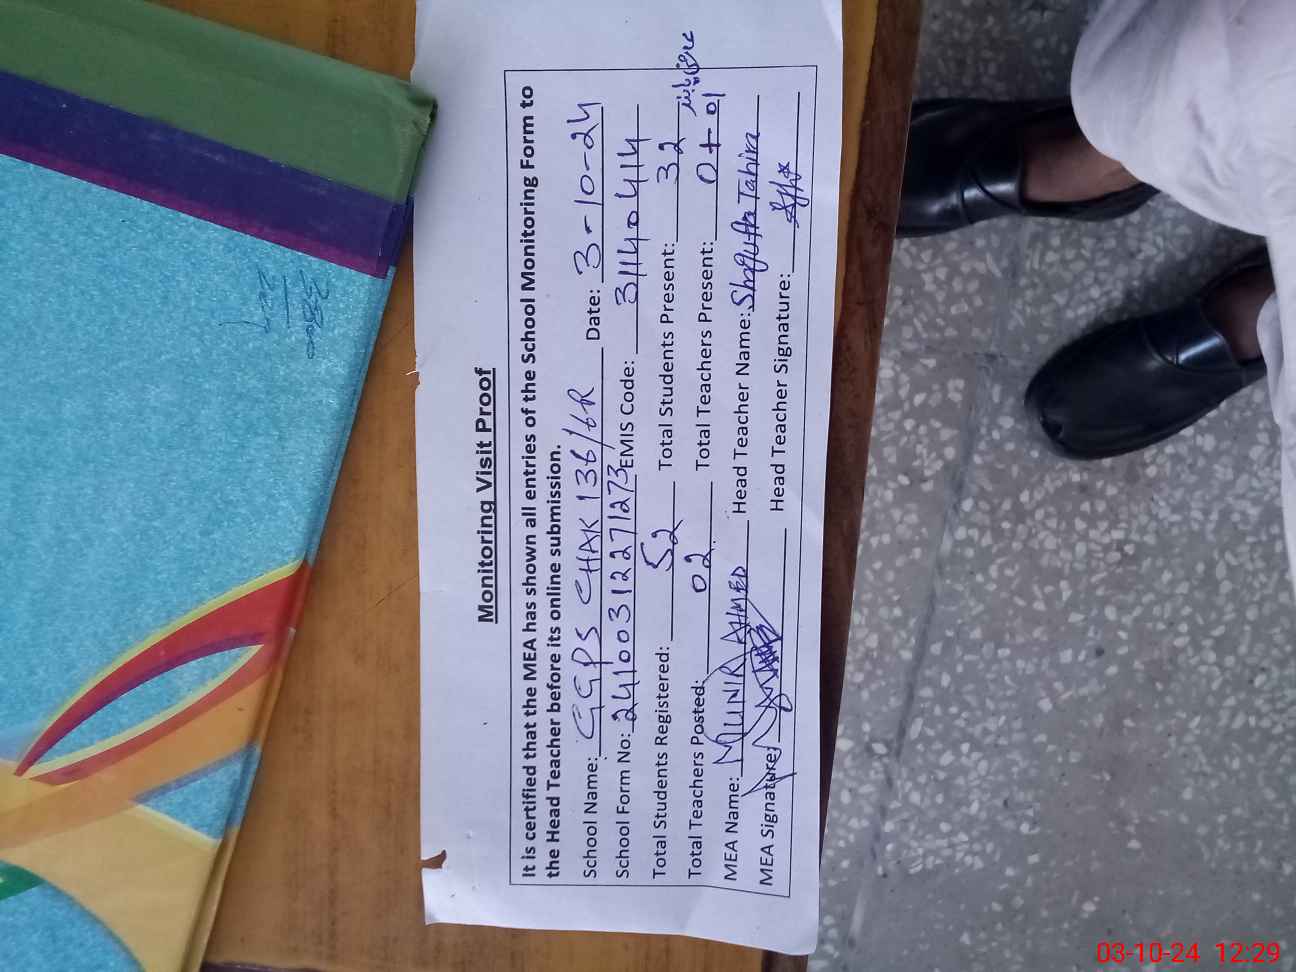 Monitoring Visit Proof
It is certified that the MEA has shown all entries of the School Monitoring Form to
the Head Teacher before its online submission.
School Name: GGPS CHAK 136/6R Date: 3-10-24
School Form No: 24100312271273 EMIS Code: 31140414
Total Students Registered: 52 Total Students Present: 32
Total Teachers Posted: 02 Total Teachers Present: 0+01
MEA Name: MUNIR AHMED Head Teacher Name: Shagufta Tahira
MEA Signature: Head Teacher Signature:
03-10-24 12:29